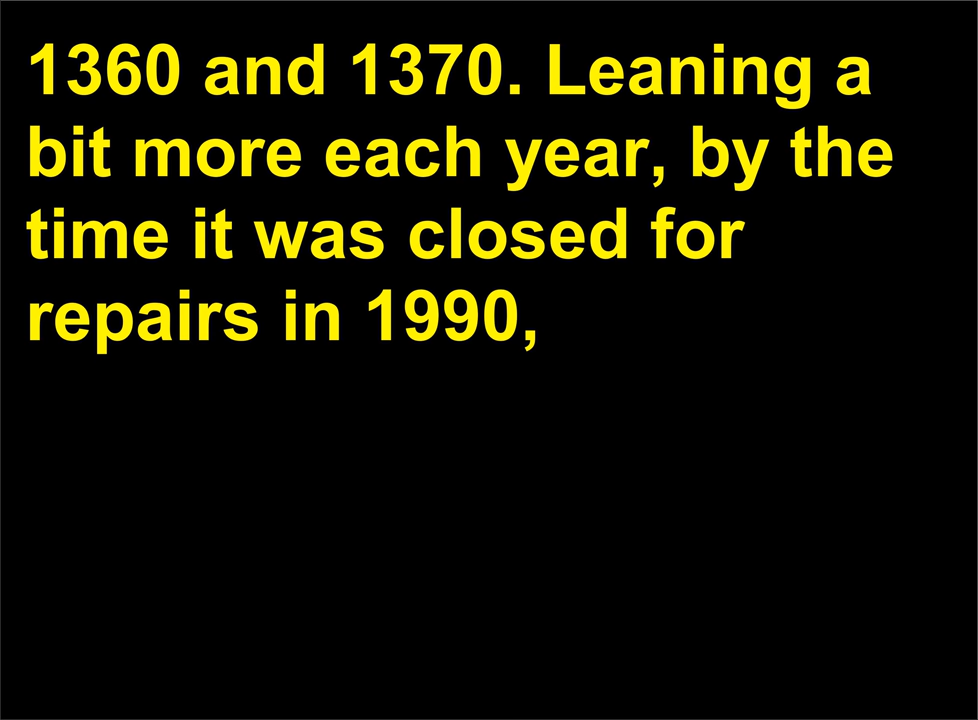 1360 and 1370. Leaning a
bit more each year, by the
time it was closed for
repairs in 1990,